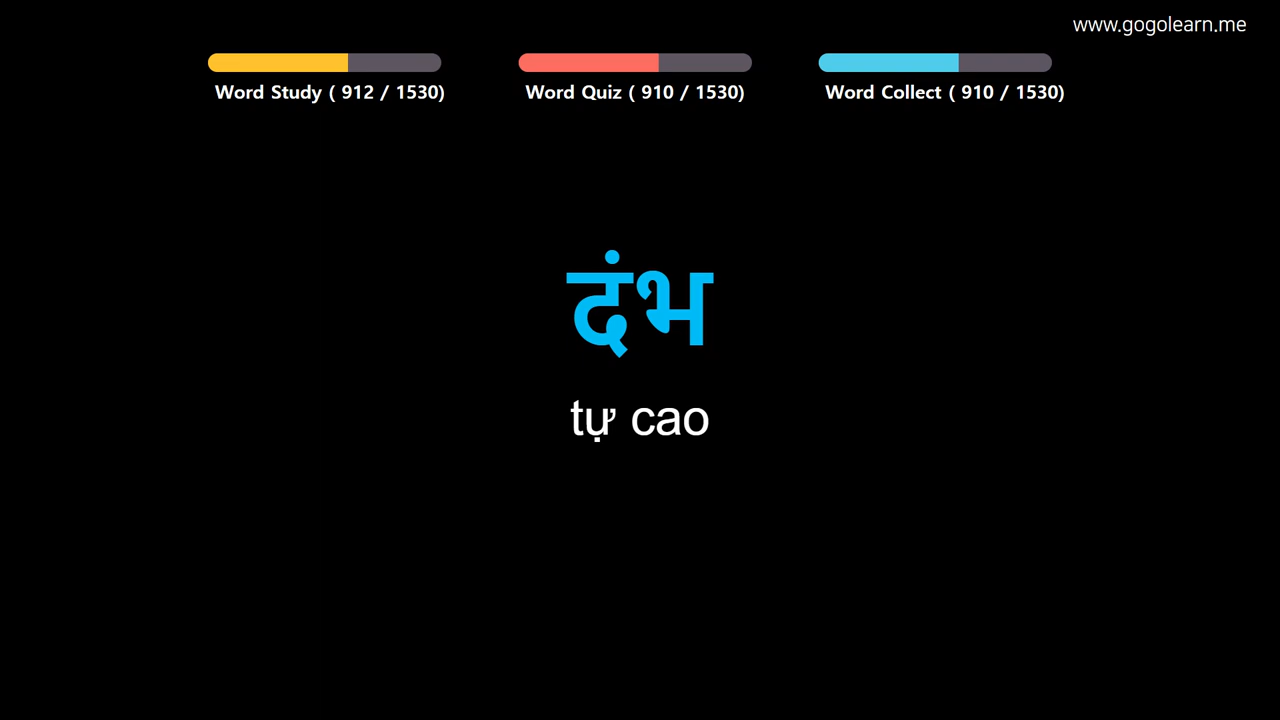 www.gogolearn.me
Word Study ( 912 / 1530)
Word Quiz ( 910 / 1530)
Word Collect ( 910 / 1530)
दंभ
tự cao